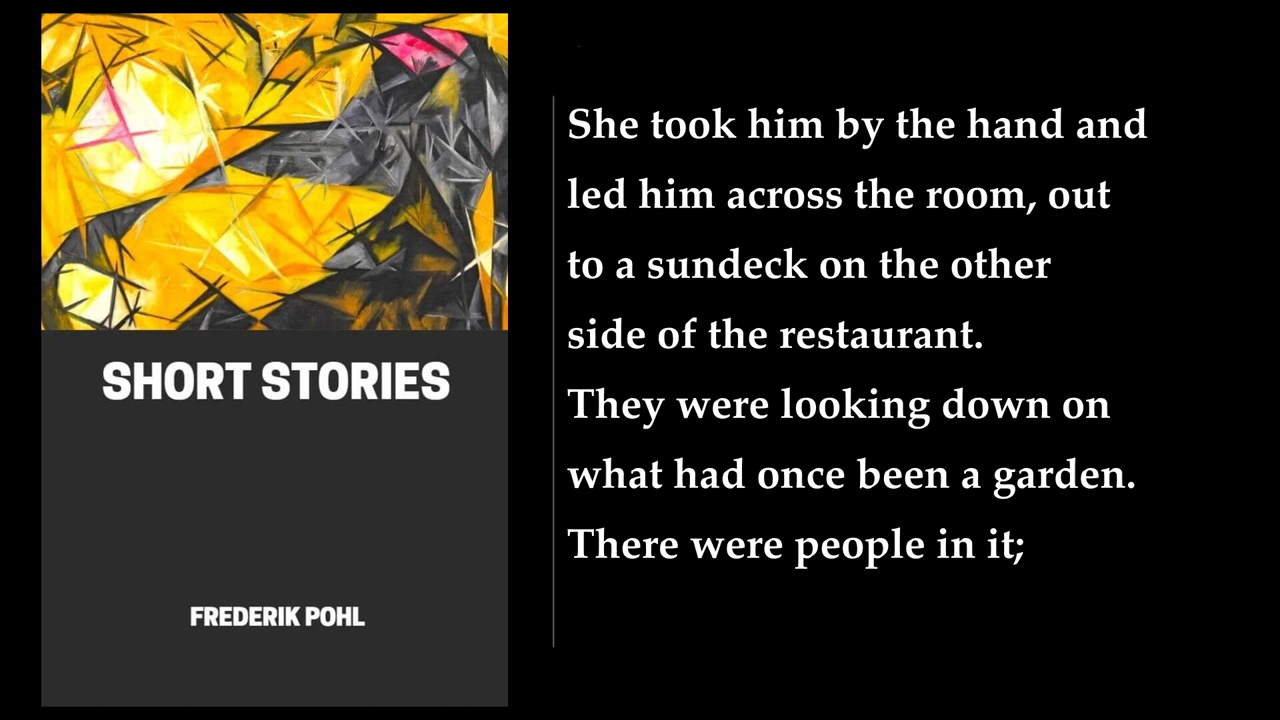 SHORT STORIES
FREDERIK POHL
She took him by the hand and
led him across the room, out
to a sundeck on the other
side of the restaurant.
They were looking down on
what had once been a garden.
There were people in it;